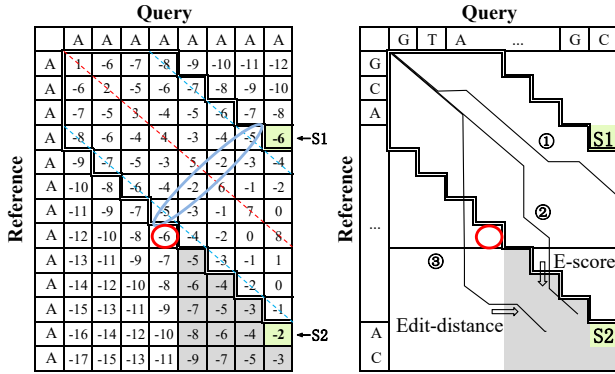 Query
A A A A A A A A
A 1 -6 -7 -8 -9 -10 -11 -12
A -6 2 -5 -6 -7 -8 -9 -10
A -7 -5 3 -4 -5 -6 -7 -8
A -8 -6 -4 4 -3 -4 -5 -6 ←S1
A -9 -7 -5 -3 5 -2 -3 -4
A -10 -8 -6 -4 -2 6 -1 -2
A -11 -9 -7 -5 -3 -1 7 0
A -12 -10 -8 -6 -4 -2 0 8
A -13 -11 -9 -7 -5 -3 -1 1
A -14 -12 -10 -8 -6 -4 -2 0
A -15 -13 -11 -9 -7 -5 -3 -1
A -16 -14 -12 -10 -8 -6 -4 -2 ←S2
A -17 -15 -13 -11 -9 -7 -5 -3
Reference
Query
G T A ... G C
G
C
A
...
A
C
Reference
①
S1
②
③
E-score
Edit-distance
S2